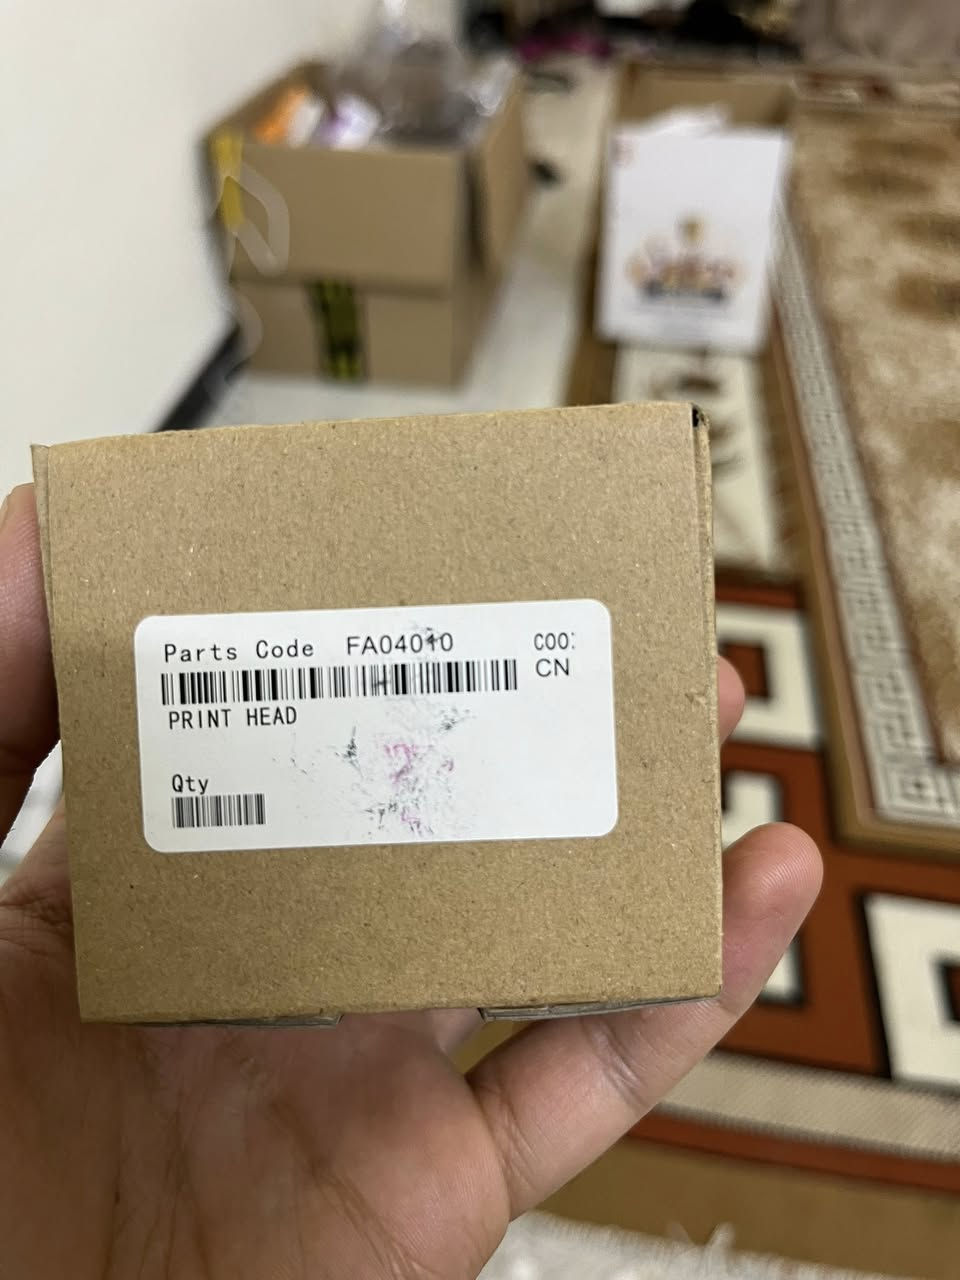 Parts Code FA04010 COO:
CN
PRINT HEAD
Qty